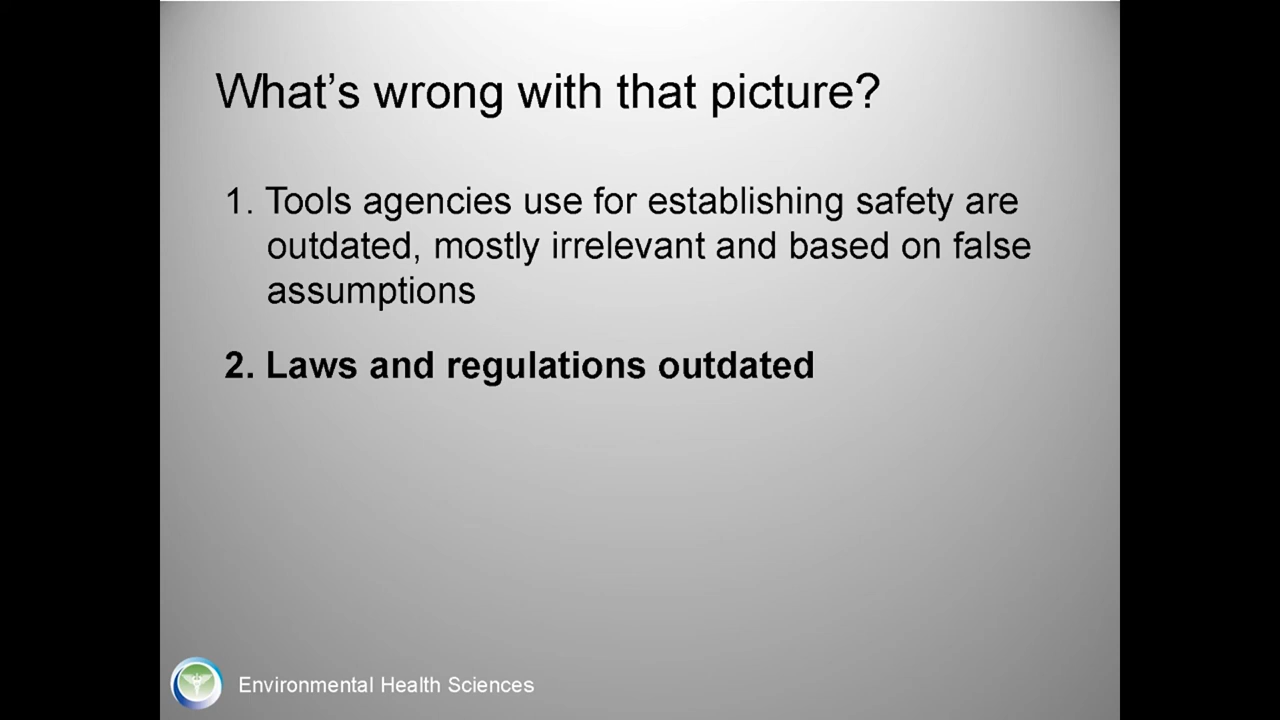 What’s wrong with that picture?
1. Tools agencies use for establishing safety are
outdated, mostly irrelevant and based on false
assumptions
2. Laws and regulations outdated
Environmental Health Sciences